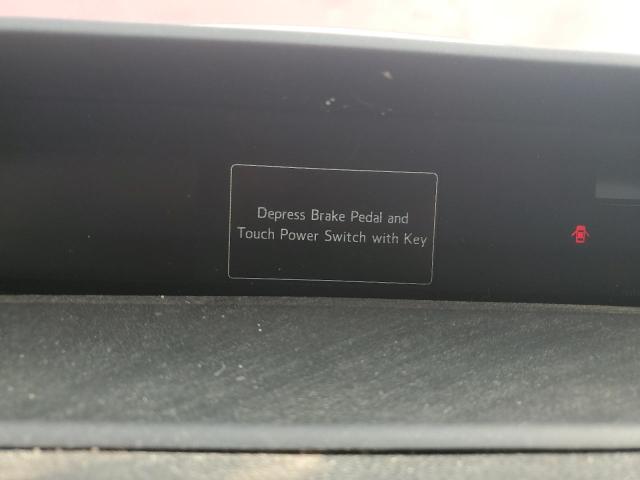 Depress Brake Pedal and
Touch Power Switch with Key